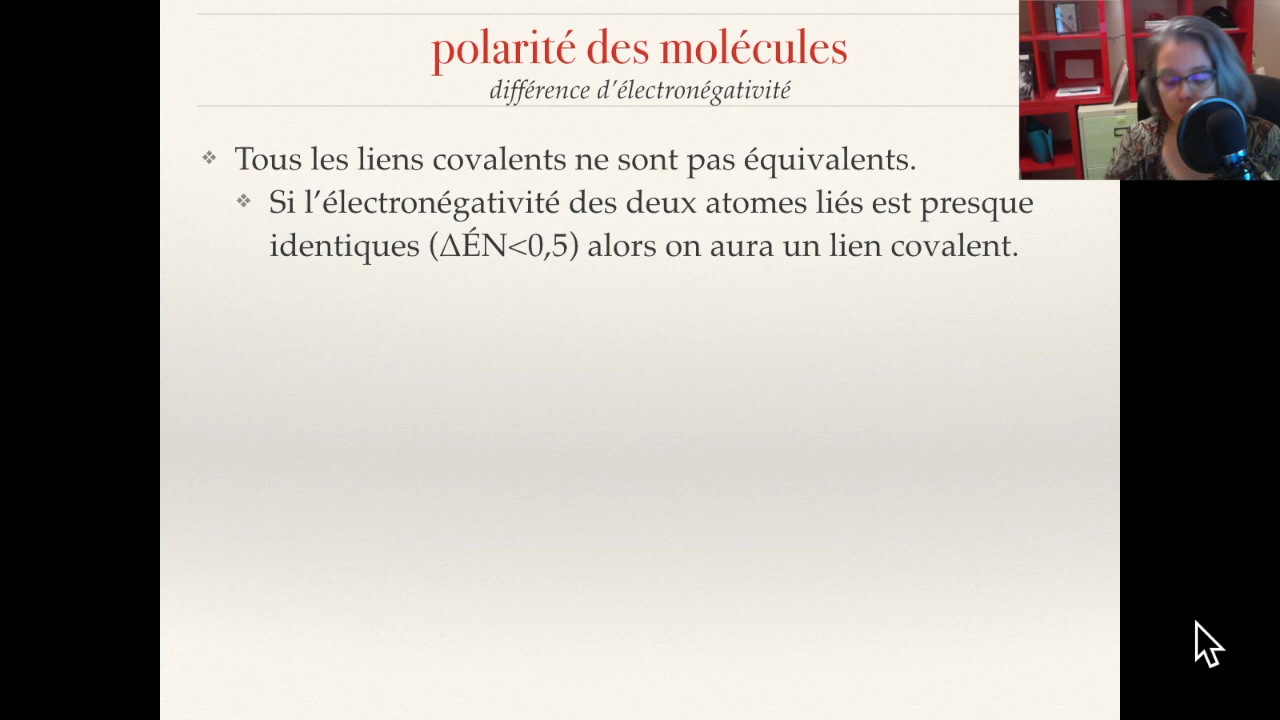 polarité des molécules
différence d’électronégativité
Tous les liens covalents ne sont pas équivalents.
Si l’électronégativité des deux atomes liés est presque
identiques (ΔÉN<0,5) alors on aura un lien covalent.